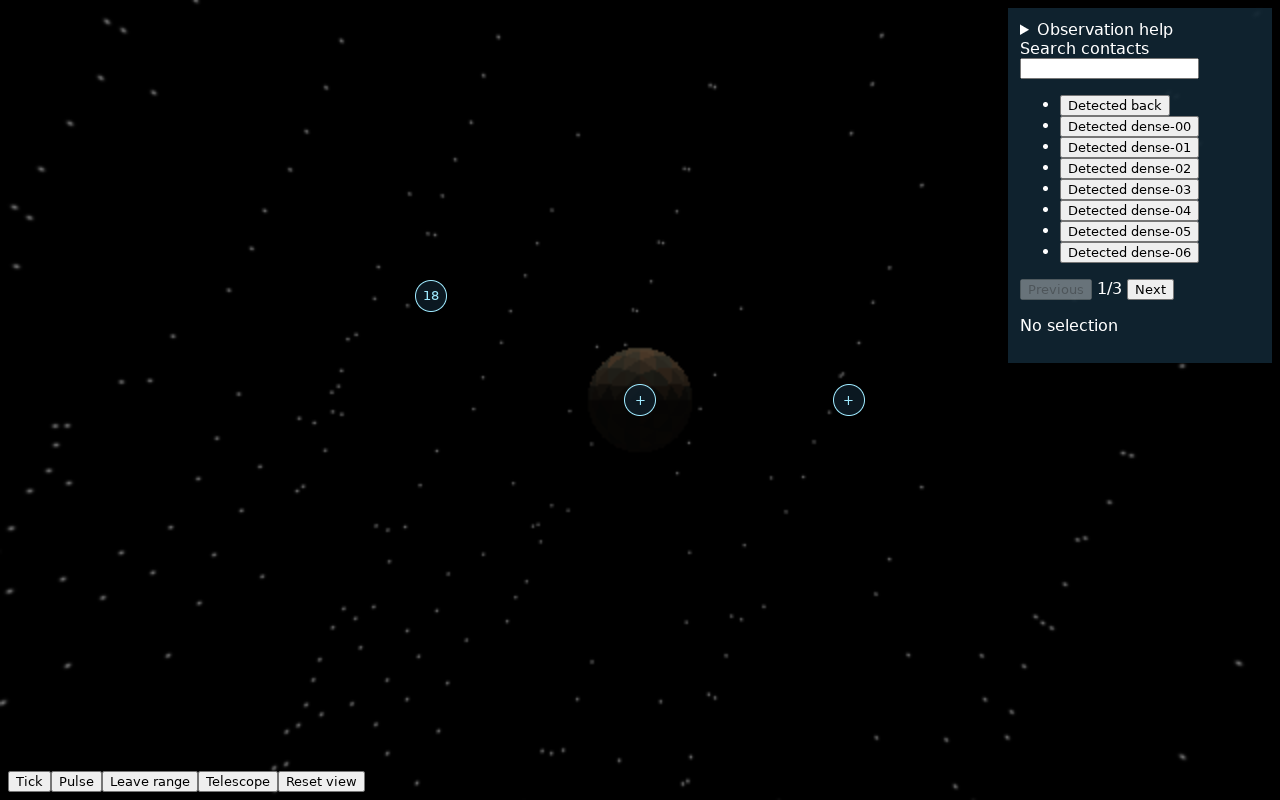 Observation help
Search contacts
Detected back
Detected dense-00
Detected dense-01
Detected dense-02
Detected dense-03
Detected dense-04
Detected dense-05
Detected dense-06
Previous 1/3 Next
No selection
18
+ +
Tick Pulse Leave range Telescope Reset view